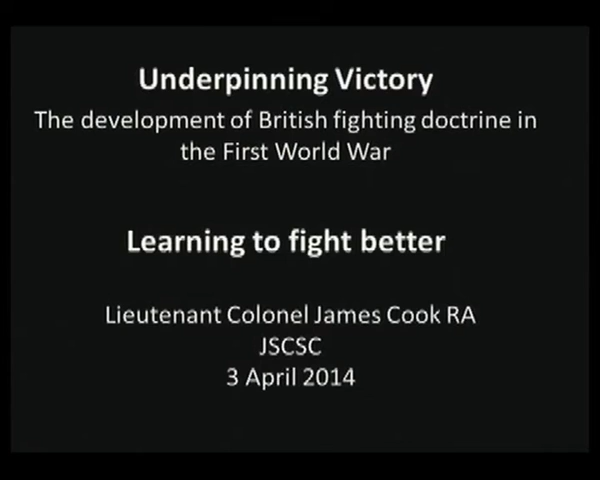 Underpinning Victory
The development of British fighting doctrine in
the First World War
Learning to fight better
Lieutenant Colonel James Cook RA
JSCSC
3 April 2014